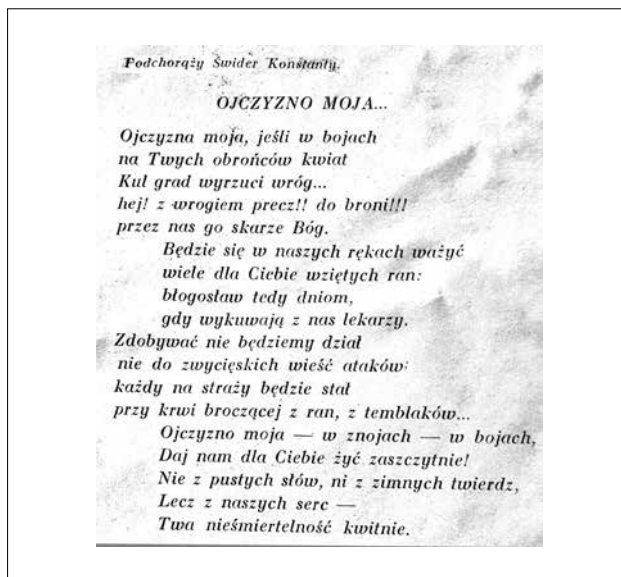 Podchorąży Świder Konstanty.
OJCZYZNO MOJA...
Ojczyzna moja, jeśli w bojach
na Twych obrońców kwiat
Kul grad wyrzuci wróg...
hej! z wrogiem precz!! do broni!!!
przez nas go skarze Bóg.
Będzie się w naszych rękach ważyć
wiele dla Ciebie wziętych ran:
błogosław tedy dniom,
gdy wykuwają z nas lekarzy.
Zdobywać nie będziemy dział
nie do zwycięskich wieść ataków:
każdy na straży będzie stał
przy krwi broczącej z ran, z temblaków...
Ojczyzno moja — w znojach — w bojach,
Daj nam dla Ciebie żyć zaszczytnie!
Nie z pustych słów, ni z zimnych twierdz,
Lecz z naszych serc —
Twa nieśmiertelność kwitnie.